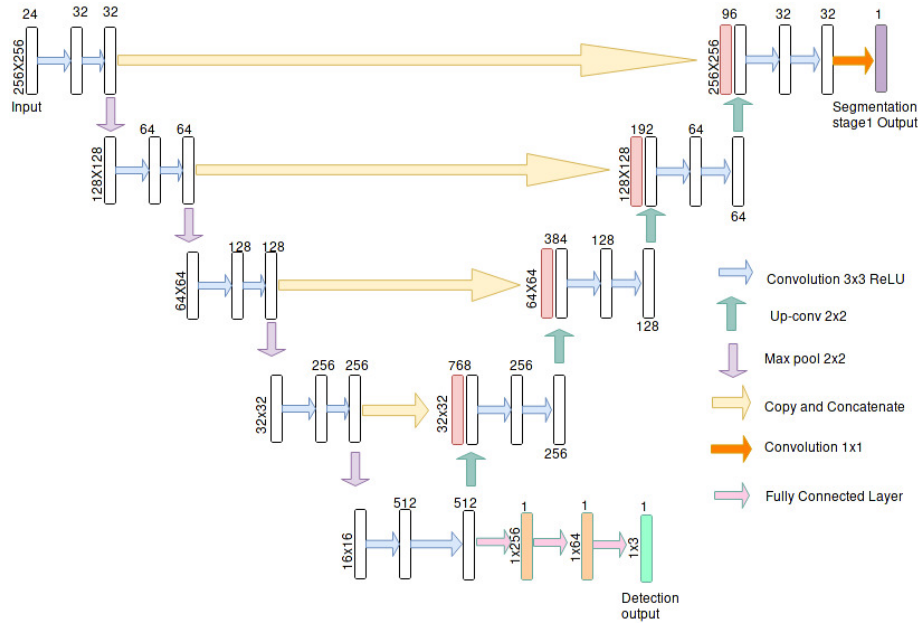 24 32 32
256X256
Input
96 32 32 1
256X256
Segmentation
stage1 Output
64 64
128X128
192 64
128X128
64
128 128
64X64
384 128
64X64
128
256 256
32x32
768 256
32x32
256
512 512
16x16
1 1 1
1x256
1x64
1x3
Detection
output
Convolution 3x3 ReLU
Up-conv 2x2
Max pool 2x2
Copy and Concatenate
Convolution 1x1
Fully Connected Layer